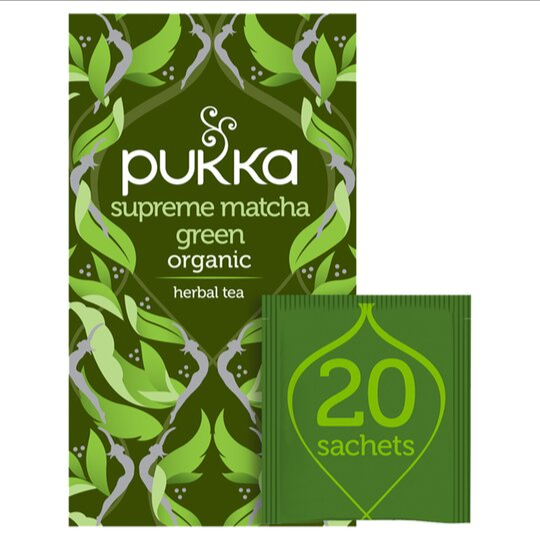 pukka
supreme matcha
green
organic
herbal tea
20
sachets